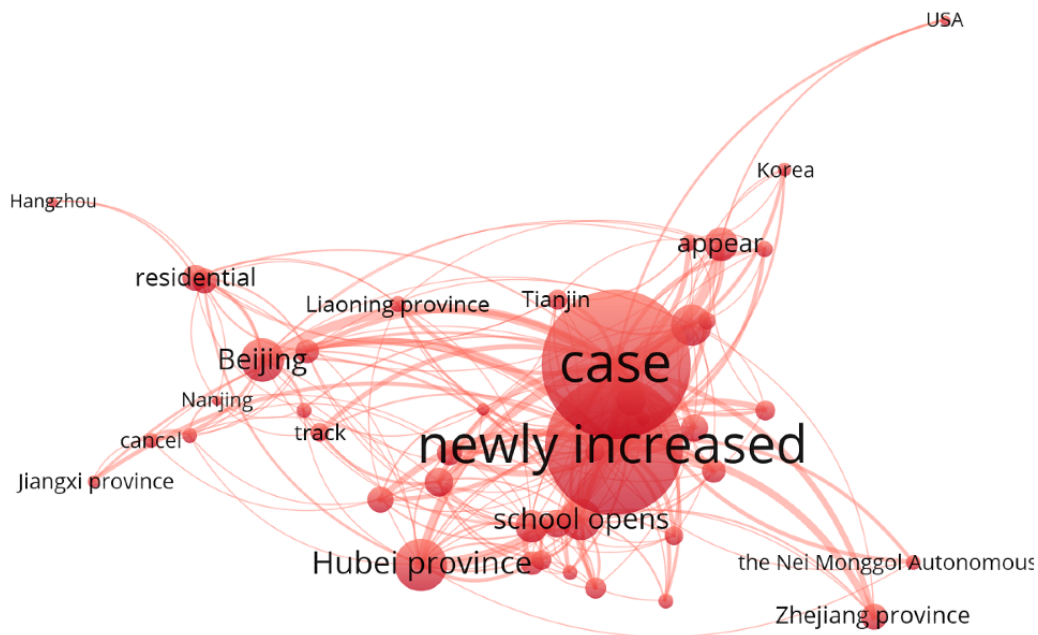 USA
Korea
Hangzhou
appear
residential
Liaoning province
Tianjin
Beijing
case
Nanjing
cancel
track
newly increased
Jiangxi province
school opens
Hubei province
the Nei Monggol Autonomous
Zhejiang province